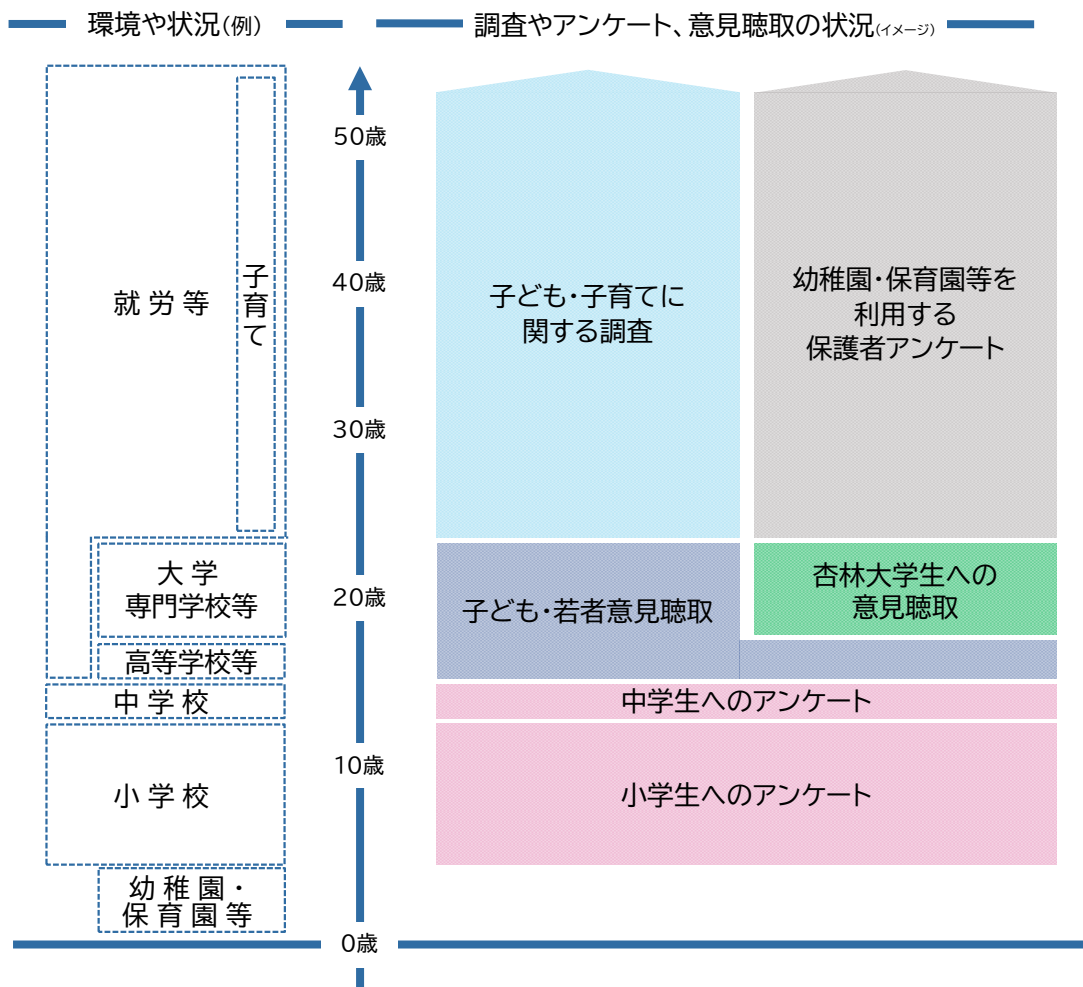 環境や状況(例)
調査やアンケート、意見聴取の状況(イメージ)
50歳
40歳
30歳
20歳
10歳
0歳
就労等
子育て
大学
専門学校等
高等学校等
中学校
小学校
幼稚園・
保育園等
子ども・子育てに
関する調査
幼稚園・保育園等を
利用する
保護者アンケート
子ども・若者意見聴取
杏林大学生への
意見聴取
中学生へのアンケート
小学生へのアンケート